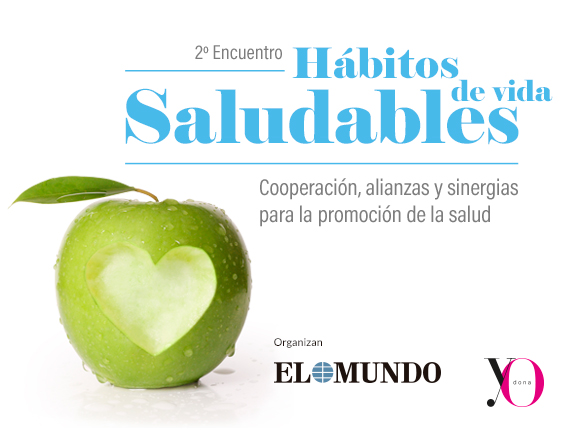 2º Encuentro
Hábitos
de vida
Saludables
Cooperación, alianzas y sinergias
para la promoción de la salud
Organizan
EL MUNDO
yO
dona